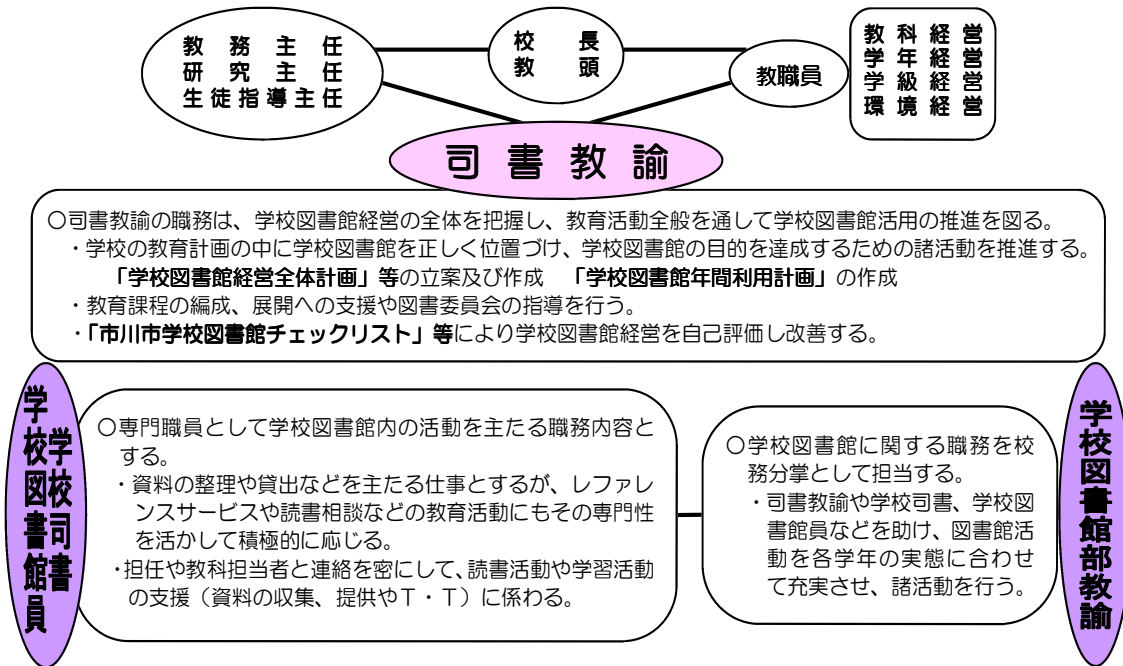 教務主任
研究主任
生徒指導主任
校長
教頭
教職員
教科経営
学年経営
学級経営
環境経営
司書教諭
〇司書教諭の職務は、学校図書館経営の全体を把握し、教育活動全般を通して学校図書館活用の推進を図る。
・学校の教育計画の中に学校図書館を正しく位置づけ、学校図書館の目的を達成するための諸活動を推進する。
「学校図書館経営全体計画」等の立案及び作成　「学校図書館年間利用計画」の作成
・教育課程の編成、展開への支援や図書委員会の指導を行う。
・「市川市学校図書館チェックリスト」等により学校図書館経営を自己評価し改善する。
学校司書
学校図書館員
〇専門職員として学校図書館内の活動を主たる職務内容と
する。
・資料の整理や貸出などを主たる仕事とするが、レファレ
ンスサービスや読書相談などの教育活動にもその専門性
を活かして積極的に応じる。
・担任や教科担当者と連絡を密にして、読書活動や学習活動
の支援（資料の収集、提供やT・T）に係わる。
〇学校図書館に関する職務を校
務分掌として担当する。
・司書教諭や学校司書、学校図
書館員などを助け、図書館活
動を各学年の実態に合わせ
て充実させ、諸活動を行う。
学校図書館部教諭